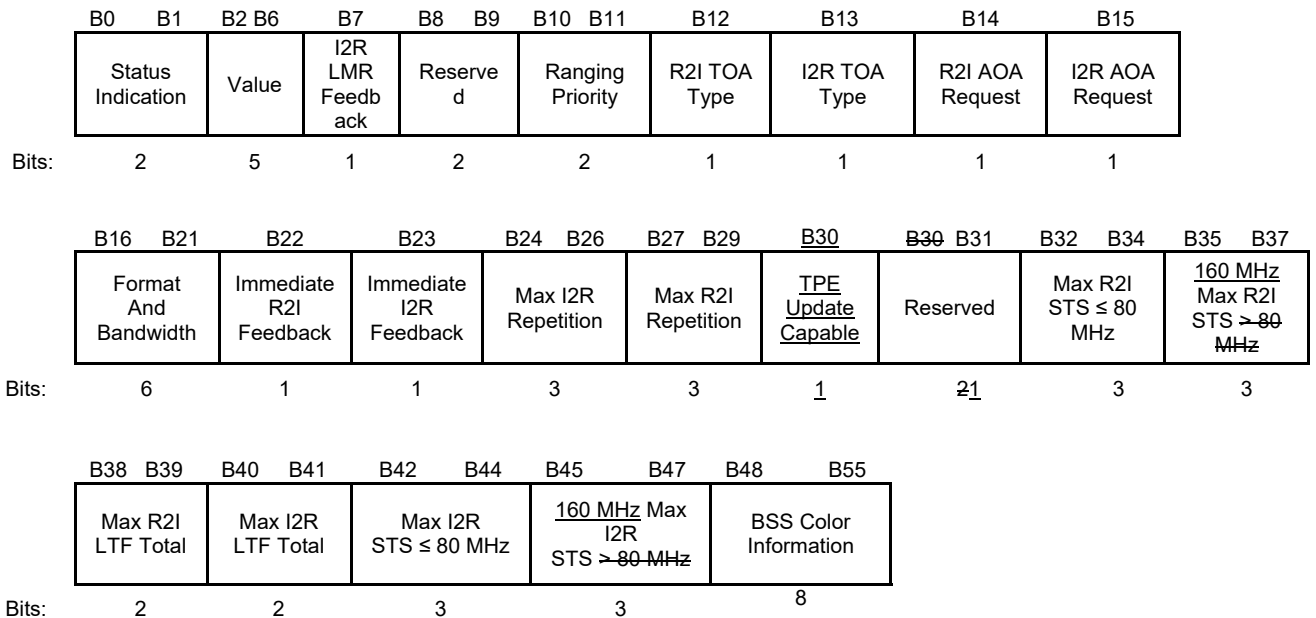 B0 B1 B2 B6 B7 B8 B9 B10 B11 B12 B13 B14 B15
Status
Indication
Value
I2R
LMR
Feedb
ack
Reserve
d
Ranging
Priority
R2I TOA
Type
I2R TOA
Type
R2I AOA
Request
I2R AOA
Request
Bits: 2 5 1 2 2 1 1 1 1
B16 B21 B22 B23 B24 B26 B27 B29 B30 B30 B31 B32 B34 B35 B37
Format
And
Bandwidth
Immediate
R2I
Feedback
Immediate
I2R
Feedback
Max I2R
Repetition
Max R2I
Repetition
TPE
Update
Capable
Reserved
Max R2I
STS ≤ 80
MHz
160 MHz
Max R2I
STS > 80
MHz
Bits: 6 1 1 3 3 1 21 3 3
B38 B39 B40 B41 B42 B44 B45 B47 B48 B55
Max R2I
LTF Total
Max I2R
LTF Total
Max I2R
STS ≤ 80 MHz
160 MHz Max
I2R
STS > 80 MHz
BSS Color
Information
Bits: 2 2 3 3 8